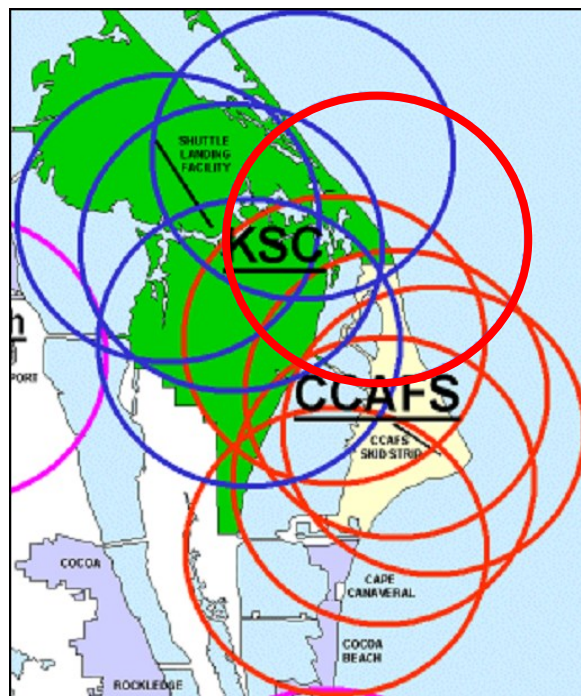 SHUTTLE
LANDING
FACILITY
KSC
PORT
CCAFS
CCAFS
SKID STRIP
COCOA
CAPE
CANAVERAL
COCOA
BEACH
ROCKLEDGE